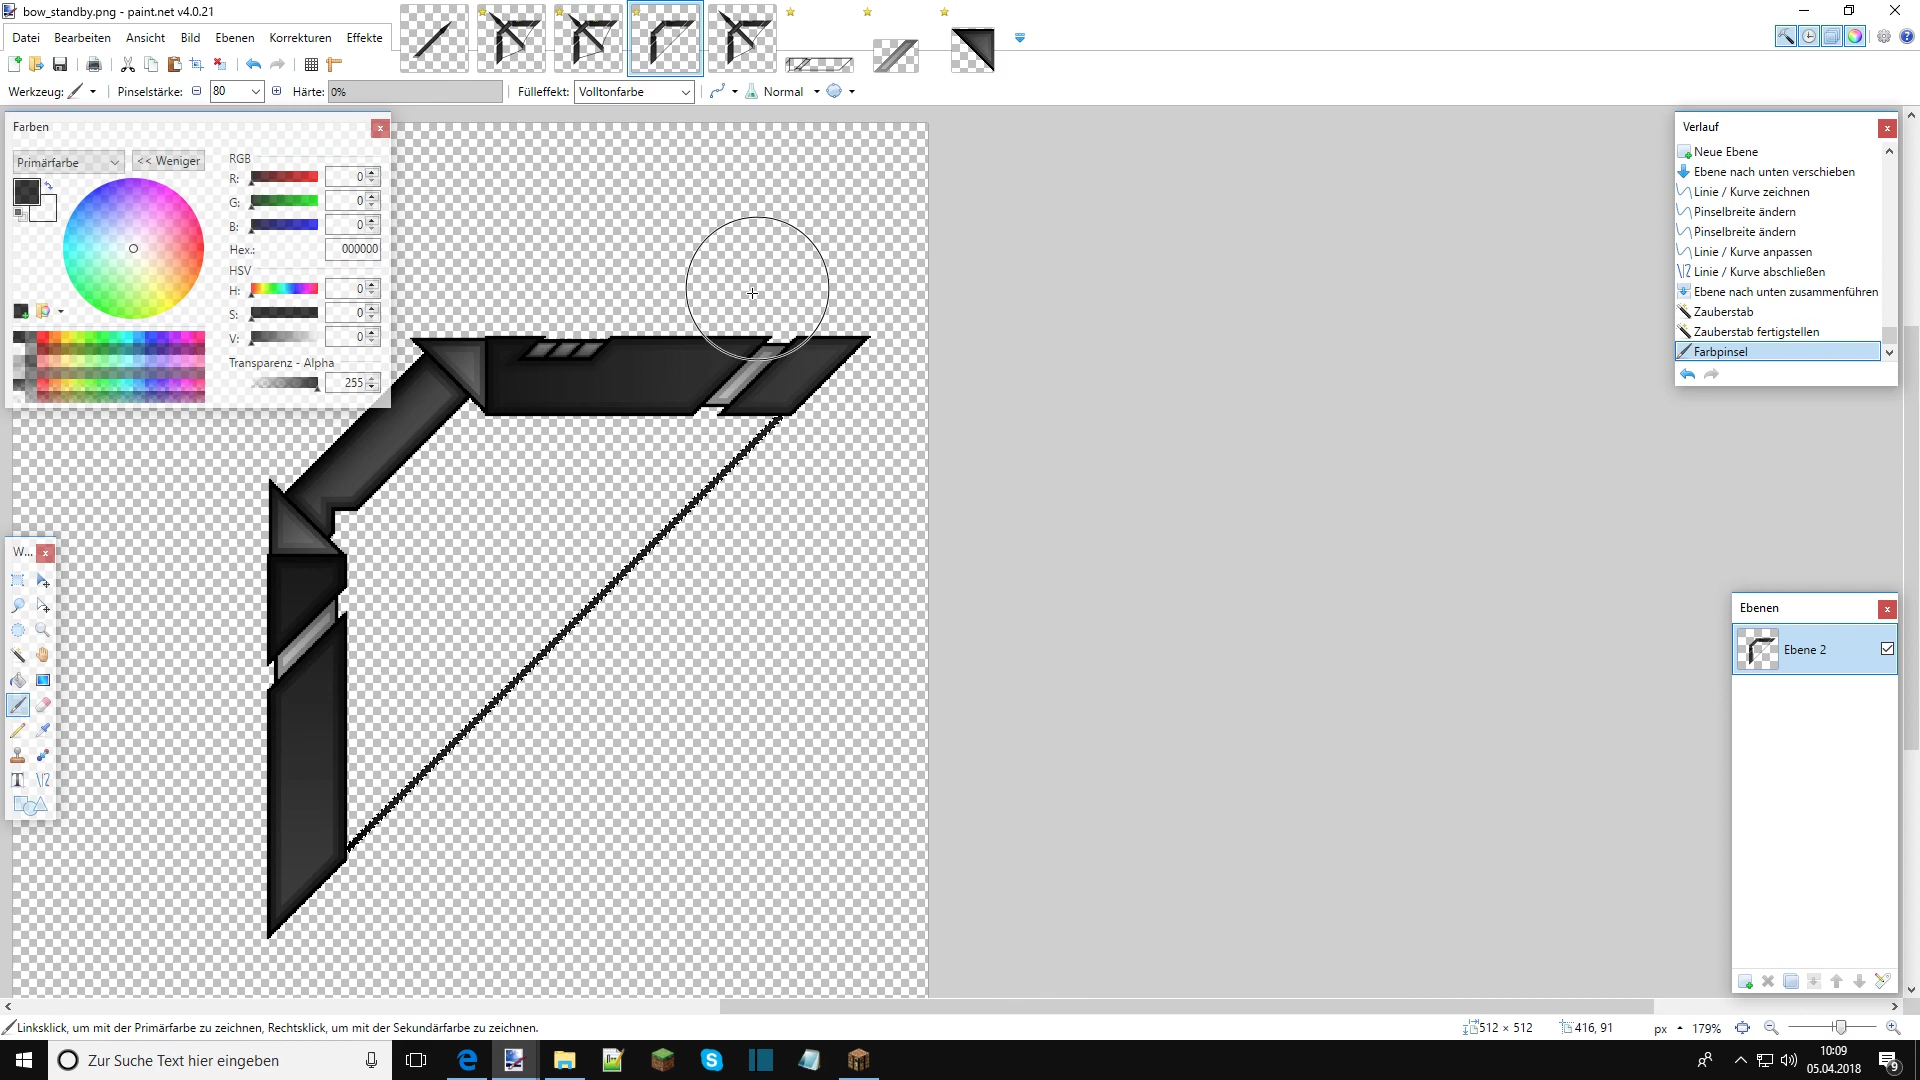 bow_standby.png - paint.net v4.0.21
Datei Bearbeiten Ansicht Bild Ebenen Korrekturen Effekte
Werkzeug: Pinselstärke: 80 Härte: 0% Fülleffekt: Volltonfarbe Normal
Farben
Primärfarbe << Weniger
RGB
R: 0
G: 0
B: 0
Hex.: 000000
HSV
H: 0
S: 0
V: 0
Transparenz - Alpha
255
W...
Verlauf
Neue Ebene
Ebene nach unten verschieben
Linie / Kurve zeichnen
Pinselbreite ändern
Pinselbreite ändern
Linie / Kurve anpassen
Linie / Kurve abschließen
Ebene nach unten zusammenführen
Zauberstab
Zauberstab fertigstellen
Farbpinsel
Ebenen
Ebene 2
Linksklick, um mit der Primärfarbe zu zeichnen, Rechtsklick, um mit der Sekundärfarbe zu zeichnen.
512 × 512 416, 91 px 179%
Zur Suche Text hier eingeben
10:09
05.04.2018
9